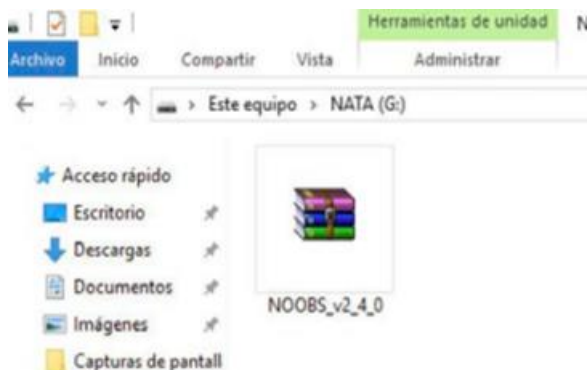 Herramientas de unidad N
Archivo Inicio Compartir Vista Administrar
Este equipo > NATA (G:)
Acceso rápido
Escritorio
Descargas
Documentos
Imágenes
Capturas de pantall
NOOBS_v2_4_0